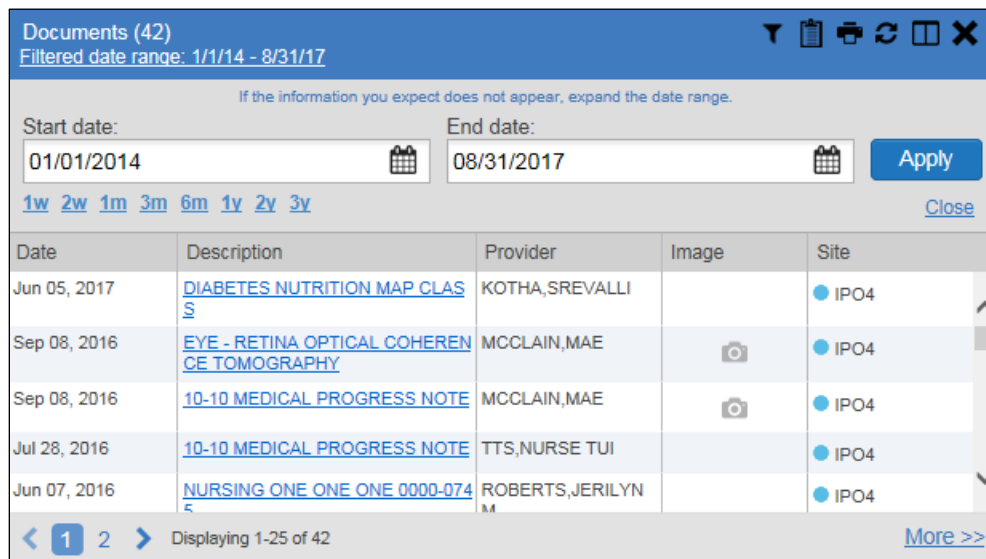 Documents (42)
Filtered date range: 1/1/14 - 8/31/17
If the information you expect does not appear, expand the date range.
Start date: End date:
01/01/2014 08/31/2017 Apply
1w 2w 1m 3m 6m 1y 2y 3y Close
Date Description Provider Image Site
Jun 05, 2017 DIABETES NUTRITION MAP CLAS KOTHA,SREVALLI IPO4
S
Sep 08, 2016 EYE - RETINA OPTICAL COHEREN MCCLAIN,MAE IPO4
CE TOMOGRAPHY
Sep 08, 2016 10-10 MEDICAL PROGRESS NOTE MCCLAIN,MAE IPO4
Jul 28, 2016 10-10 MEDICAL PROGRESS NOTE TTS,NURSE TUI IPO4
Jun 07, 2016 NURSING ONE ONE ONE 0000-074 ROBERTS,JERILYN IPO4
5 M
1 2 Displaying 1-25 of 42 More >>